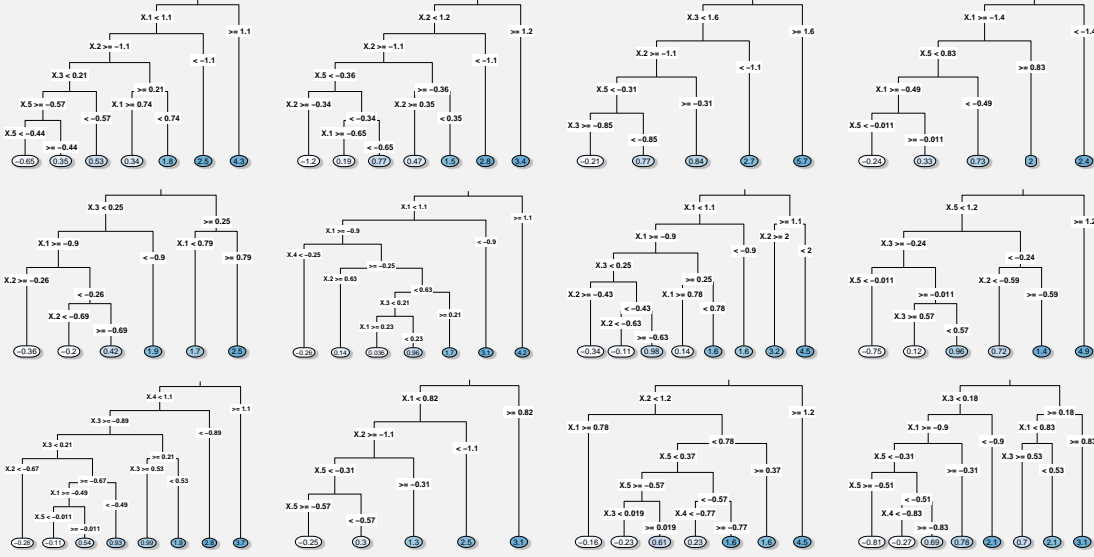 X.1 < 1.1
>= 1.1
X.2 >= −1.1
< −1.1
X.3 < 0.21
>= 0.21
X.5 >= −0.57
< −0.57
X.1 >= 0.74
< 0.74
X.5 < −0.44
>= −0.44
−0.65 0.35 0.53 0.34 1.8 2.5 4.3
X.2 < 1.2
>= 1.2
X.2 >= −1.1
< −1.1
X.5 < −0.36
>= −0.36
X.2 >= −0.34
< −0.34
X.2 >= 0.35
< 0.35
X.1 >= −0.65
< −0.65
−1.2 0.19 0.77 0.47 1.5 2.8 3.4
X.3 < 1.6
>= 1.6
X.2 >= −1.1
< −1.1
X.5 < −0.31
>= −0.31
X.3 >= −0.85
< −0.85
−0.21 0.77 0.84 2.7 5.7
X.1 >= −1.4
< −1.4
X.5 < 0.83
>= 0.83
X.1 >= −0.49
< −0.49
X.5 < −0.011
>= −0.011
−0.24 0.33 0.73 2 2.4
X.3 < 0.25
>= 0.25
X.1 >= −0.9
< −0.9
X.1 < 0.79
>= 0.79
X.2 >= −0.26
< −0.26
X.2 < −0.69
>= −0.69
−0.36 −0.2 0.42 1.9 1.7 2.5
X.1 < 1.1
>= 1.1
X.1 >= −0.9
< −0.9
X.4 < −0.25
>= −0.25
X.2 >= 0.63
< 0.63
X.3 < 0.21
>= 0.21
X.1 >= 0.23
< 0.23
−0.26 0.14 0.036 0.96 1.7 3.1 4.2
X.1 < 1.1
>= 1.1
X.1 >= −0.9
< −0.9
X.2 >= 2
< 2
X.3 < 0.25
>= 0.25
X.2 >= −0.43
< −0.43
X.1 >= 0.78
< 0.78
X.2 < −0.63
>= −0.63
−0.34 −0.11 0.98 0.14 1.6 1.6 3.2 4.5
X.5 < 1.2
>= 1.2
X.3 >= −0.24
< −0.24
X.5 < −0.011
>= −0.011
X.2 < −0.59
>= −0.59
X.3 >= 0.57
< 0.57
−0.75 0.12 0.96 0.72 1.4 4.9
X.4 < 1.1
>= 1.1
X.3 >= −0.89
< −0.89
X.3 < 0.21
>= 0.21
X.2 < −0.67
>= −0.67
X.3 >= 0.53
< 0.53
X.1 >= −0.49
< −0.49
X.5 < −0.011
>= −0.011
−0.28 −0.11 0.54 0.93 0.99 1.9 2.8 3.7
X.1 < 0.82
>= 0.82
X.2 >= −1.1
< −1.1
X.5 < −0.31
>= −0.31
X.5 >= −0.57
< −0.57
−0.25 0.3 1.3 2.5 3.1
X.2 < 1.2
>= 1.2
X.1 >= 0.78
< 0.78
X.5 < 0.37
>= 0.37
X.5 >= −0.57
< −0.57
X.3 < 0.019
>= 0.019
X.4 < −0.77
>= −0.77
−0.16 −0.23 0.61 0.23 1.6 1.6 4.5
X.3 < 0.18
>= 0.18
X.1 >= −0.9
< −0.9
X.1 < 0.83
>= 0.83
X.5 < −0.31
>= −0.31
X.3 >= 0.53
< 0.53
X.5 >= −0.51
< −0.51
X.4 < −0.83
>= −0.83
−0.81 −0.27 0.69 0.78 2.1 0.7 2.1 3.1